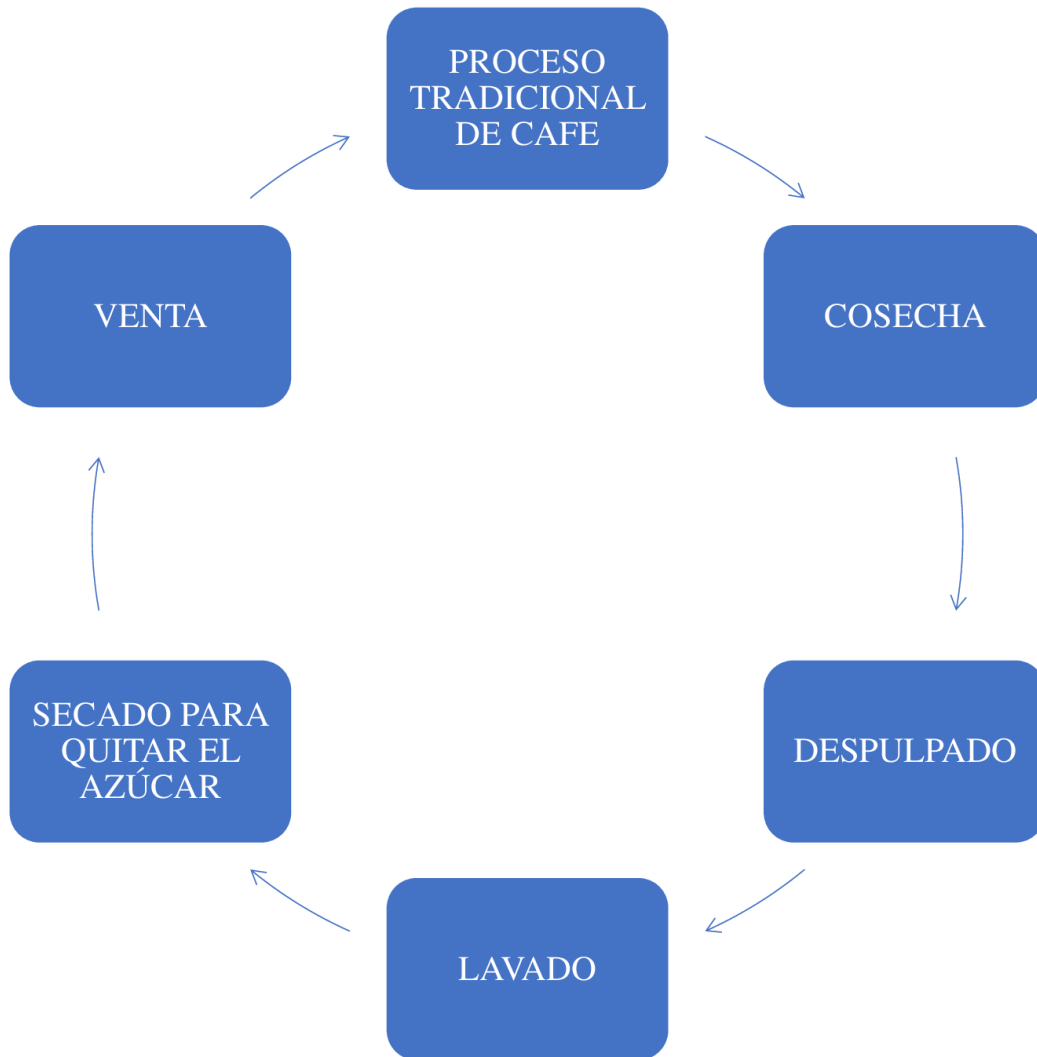 PROCESO
TRADICIONAL
DE CAFE
COSECHA
DESPULPADO
LAVADO
SECADO PARA
QUITAR EL
AZÚCAR
VENTA